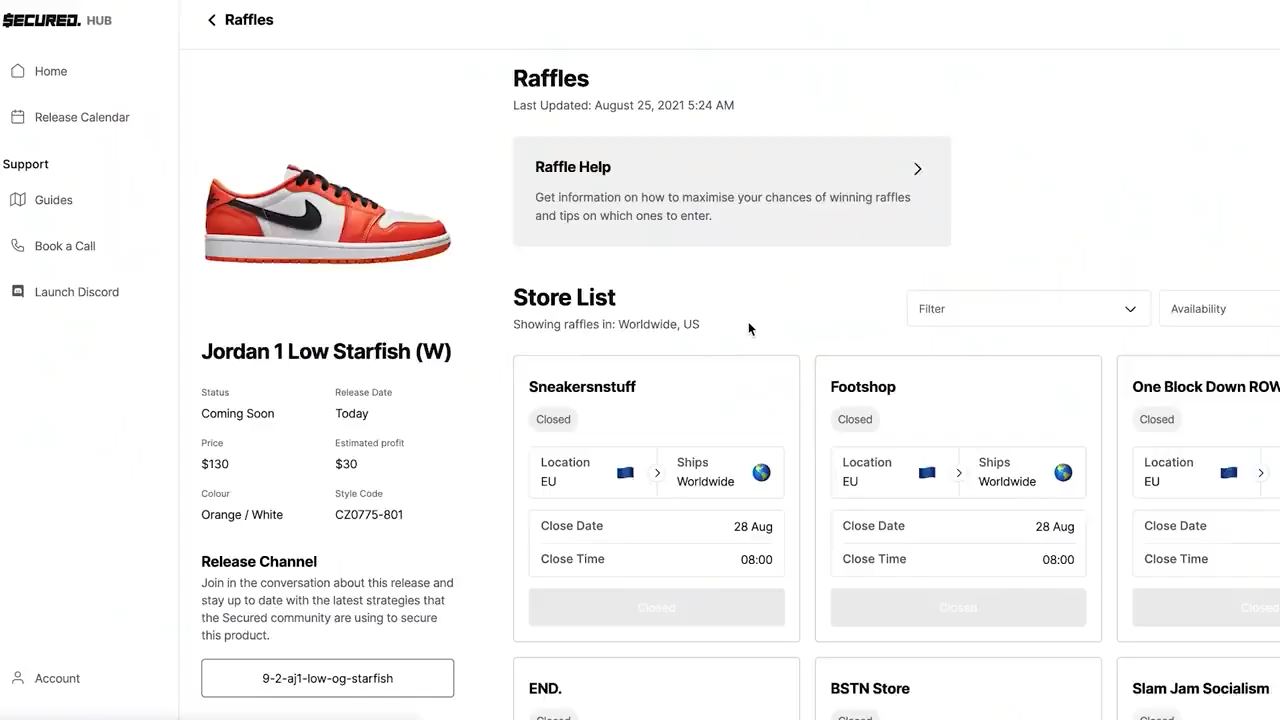 $ECURED. HUB
Home
Release Calendar
Support
Guides
Book a Call
Launch Discord
Account
Raffles
Jordan 1 Low Starfish (W)
Status
Release Date
Coming Soon
Today
Price
Estimated profit
$130
$30
Colour
Style Code
Orange / White
CZ0775-801
Release Channel
Join in the conversation about this release and
stay up to date with the latest strategies that
the Secured community are using to secure
this product.
9-2-aj1-low-og-starfish
Raffles
Last Updated: August 25, 2021 5:24 AM
Raffle Help
Get information on how to maximise your chances of winning raffles
and tips on which ones to enter.
Store List
Showing raffles in: Worldwide, US
Filter
Availability
Sneakersnstuff
Closed
Location
EU
Ships
Worldwide
Close Date 28 Aug
Close Time 08:00
Closed
Footshop
Closed
Location
EU
Ships
Worldwide
Close Date 28 Aug
Close Time 08:00
Closed
One Block Down ROW
Closed
Location
EU
Close Date
Close Time
Closed
END.
Closed
BSTN Store
Closed
Slam Jam Socialism
Closed